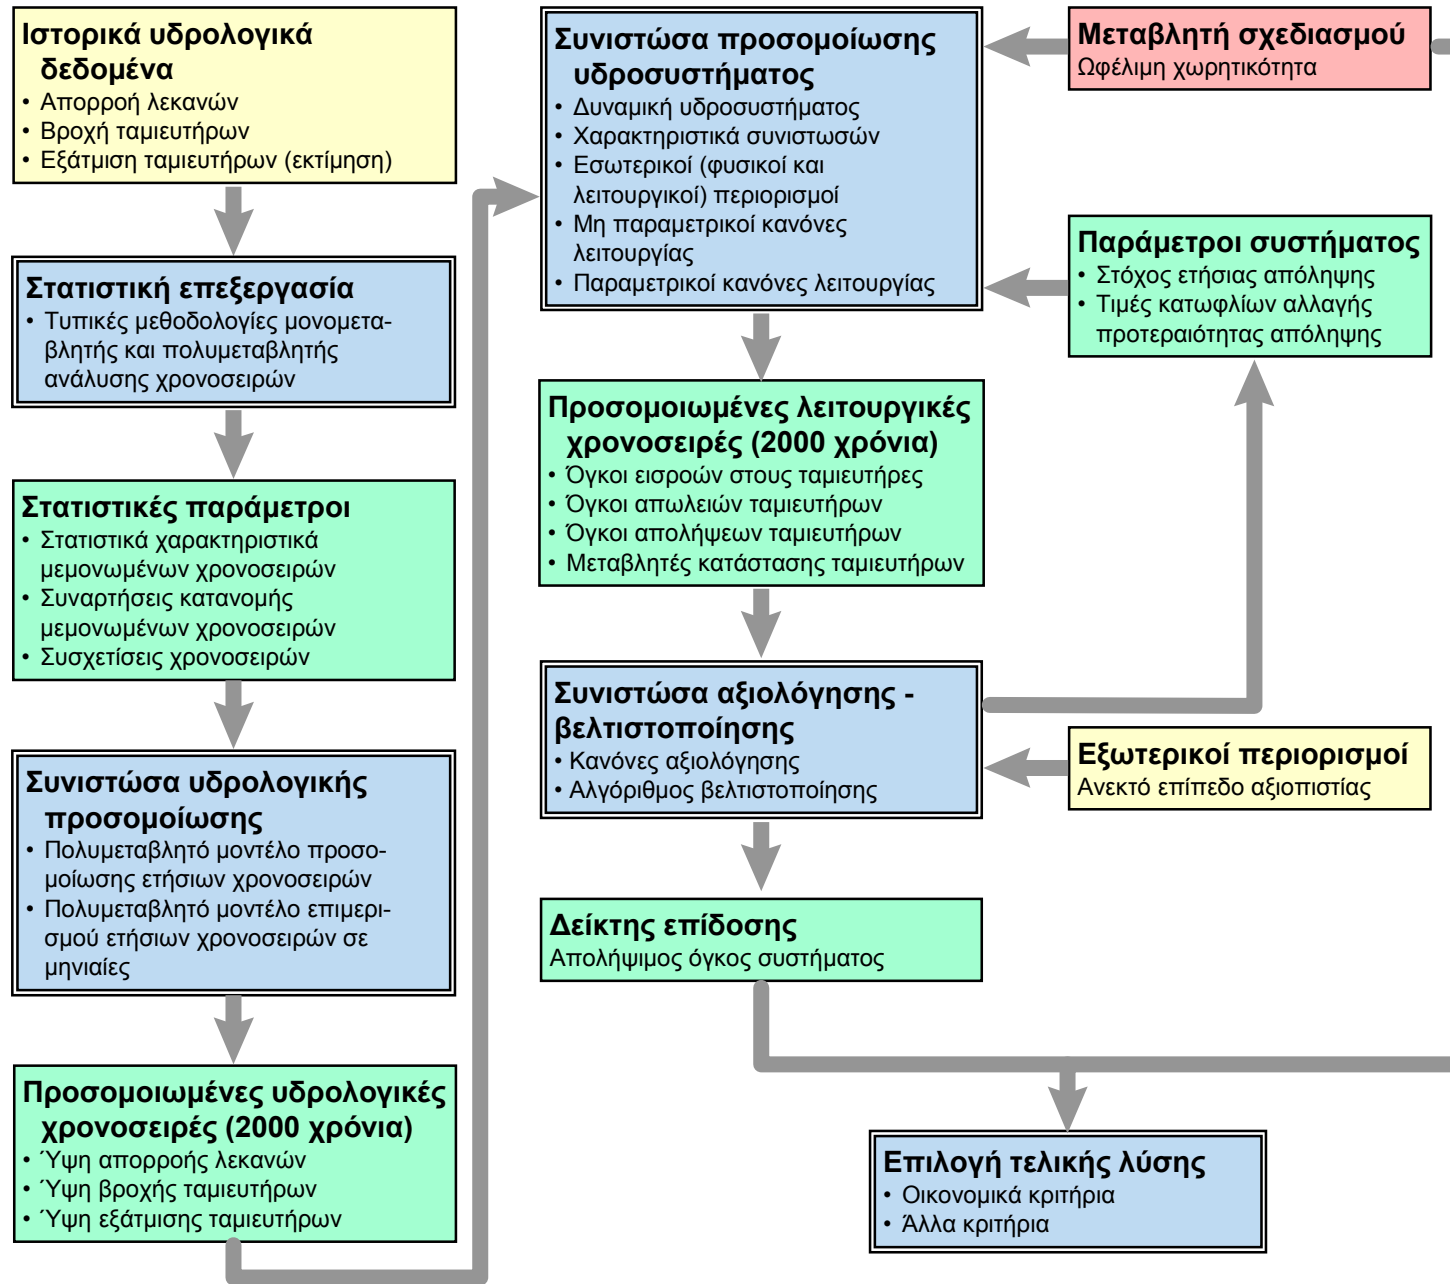 Ιστορικά υδρολογικά
δεδομένα
• Απορροή λεκανών
• Βροχή ταμιευτήρων
• Εξάτμιση ταμιευτήρων (εκτίμηση)
Στατιστική επεξεργασία
• Τυπικές μεθοδολογίες μονομετα-
βλητής και πολυμεταβλητής
ανάλυσης χρονοσειρών
Στατιστικές παράμετροι
• Στατιστικά χαρακτηριστικά
μεμονωμένων χρονοσειρών
• Συναρτήσεις κατανομής
μεμονωμένων χρονοσειρών
• Συσχετίσεις χρονοσειρών
Συνιστώσα υδρολογικής
προσομοίωσης
• Πολυμεταβλητό μοντέλο προσο-
μοίωσης ετήσιων χρονοσειρών
• Πολυμεταβλητό μοντέλο επιμερι-
σμού ετήσιων χρονοσειρών σε
μηνιαίες
Προσομοιωμένες υδρολογικές
χρονοσειρές (2000 χρόνια)
• Ύψη απορροής λεκανών
• Ύψη βροχής ταμιευτήρων
• Ύψη εξάτμισης ταμιευτήρων
Συνιστώσα προσομοίωσης
υδροσυστήματος
• Δυναμική υδροσυστήματος
• Χαρακτηριστικά συνιστωσών
• Εσωτερικοί (φυσικοί και
λειτουργικοί) περιορισμοί
• Μη παραμετρικοί κανόνες
λειτουργίας
• Παραμετρικοί κανόνες λειτουργίας
Προσομοιωμένες λειτουργικές
χρονοσειρές (2000 χρόνια)
• Όγκοι εισροών στους ταμιευτήρες
• Όγκοι απωλειών ταμιευτήρων
• Όγκοι απολήψεων ταμιευτήρων
• Μεταβλητές κατάστασης ταμιευτήρων
Συνιστώσα αξιολόγησης -
βελτιστοποίησης
• Κανόνες αξιολόγησης
• Αλγόριθμος βελτιστοποίησης
Δείκτης επίδοσης
Απολήψιμος όγκος συστήματος
Μεταβλητή σχεδιασμού
Ωφέλιμη χωρητικότητα
Παράμετροι συστήματος
• Στόχος ετήσιας απόληψης
• Τιμές κατωφλίων αλλαγής
προτεραιότητας απόληψης
Εξωτερικοί περιορισμοί
Ανεκτό επίπεδο αξιοπιστίας
Επιλογή τελικής λύσης
• Οικονομικά κριτήρια
• Άλλα κριτήρια